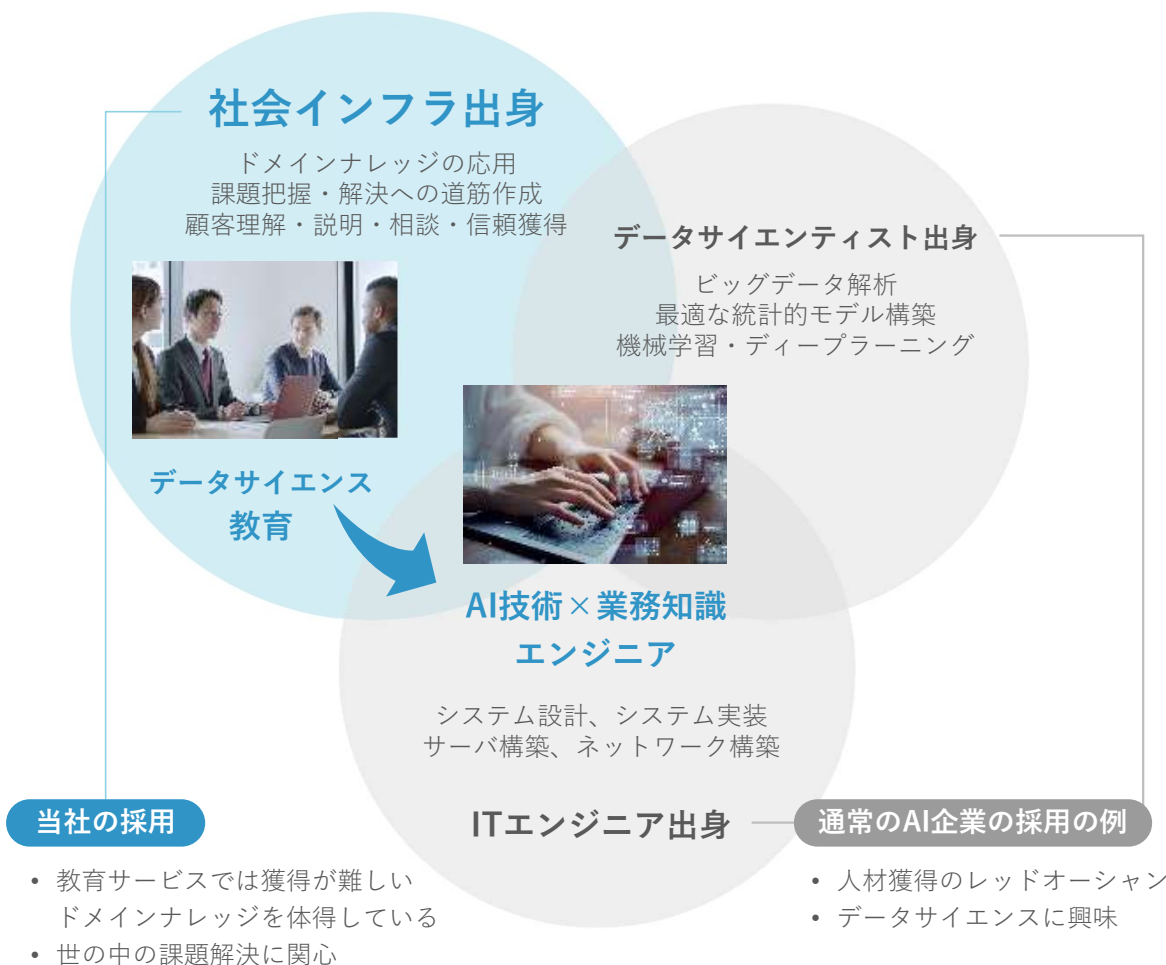 社会インフラ出身
ドメインナレッジの応用
課題把握・解決への道筋作成
顧客理解・説明・相談・信頼獲得
データサイエンティスト出身
ビッグデータ解析
最適な統計的モデル構築
機械学習・ディープラーニング
データサイエンス
教育
AI技術×業務知識
エンジニア
システム設計、システム実装
サーバ構築、ネットワーク構築
ITエンジニア出身
当社の採用
• 教育サービスでは獲得が難しい
ドメインナレッジを体得している
• 世の中の課題解決に関心
通常のAI企業の採用の例
• 人材獲得のレッドオーシャン
• データサイエンスに興味